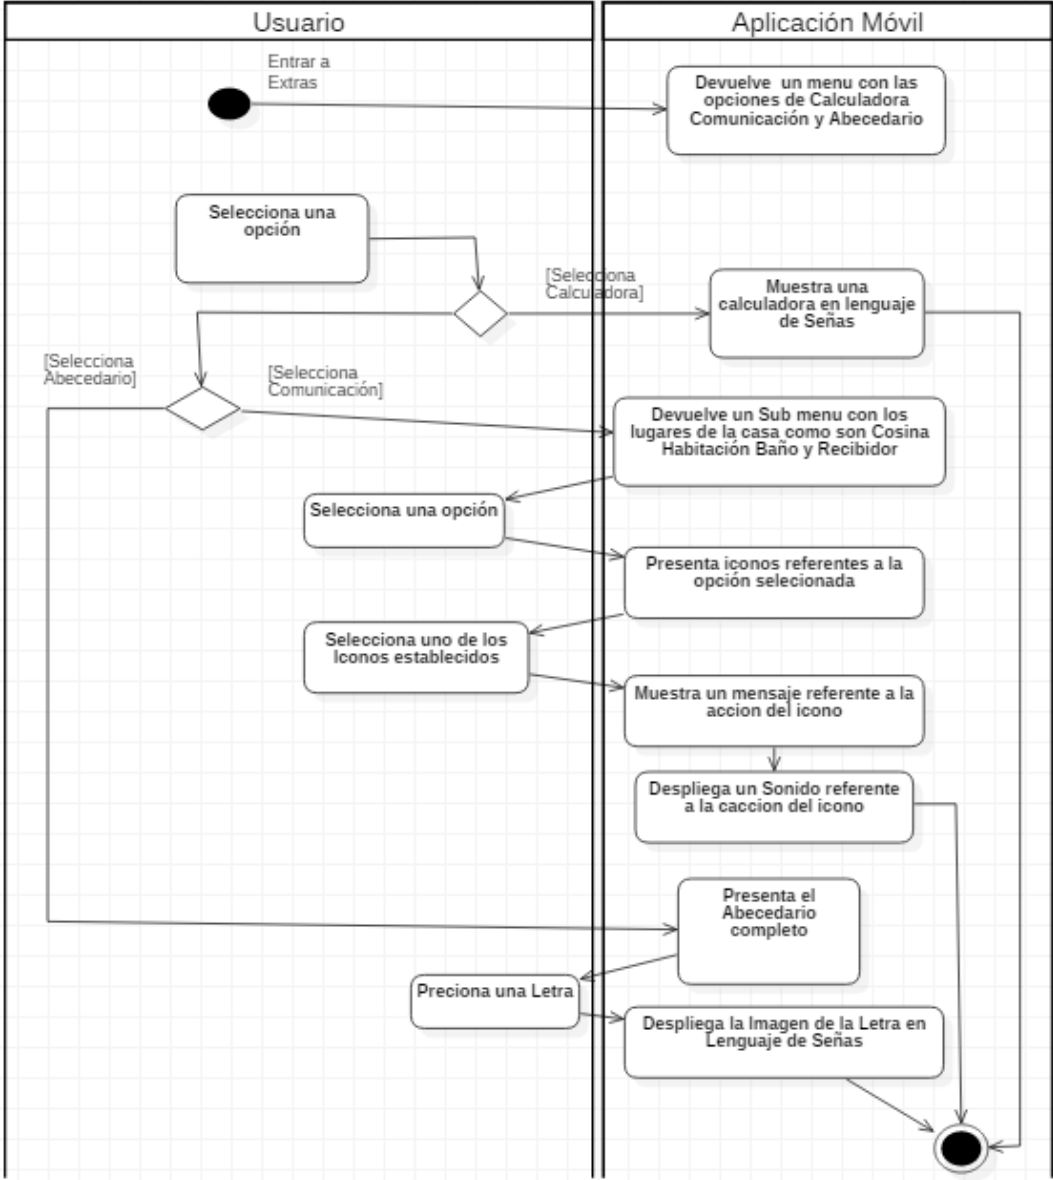 Usuario
Aplicación Móvil
Entrar a
Extras
Devuelve  un menu con las
opciones de Calculadora
Comunicación y Abecedario
Selecciona una
opción
[Selecciona
Calculadora]
Muestra una
calculadora en lenguaje
de Señas
[Selecciona
Abecedario]
[Selecciona
Comunicación]
Devuelve un Sub menu con los
lugares de la casa como son Cosina
Habitación Baño y Recibidor
Selecciona una opción
Presenta iconos referentes a la
opción selecionada
Selecciona uno de los
Iconos establecidos
Muestra un mensaje referente a la
accion del icono
Despliega un Sonido referente
a la caccion del icono
Presenta el
Abecedario
completo
Preciona una Letra
Despliega la Imagen de la Letra en
Lenguaje de Señas